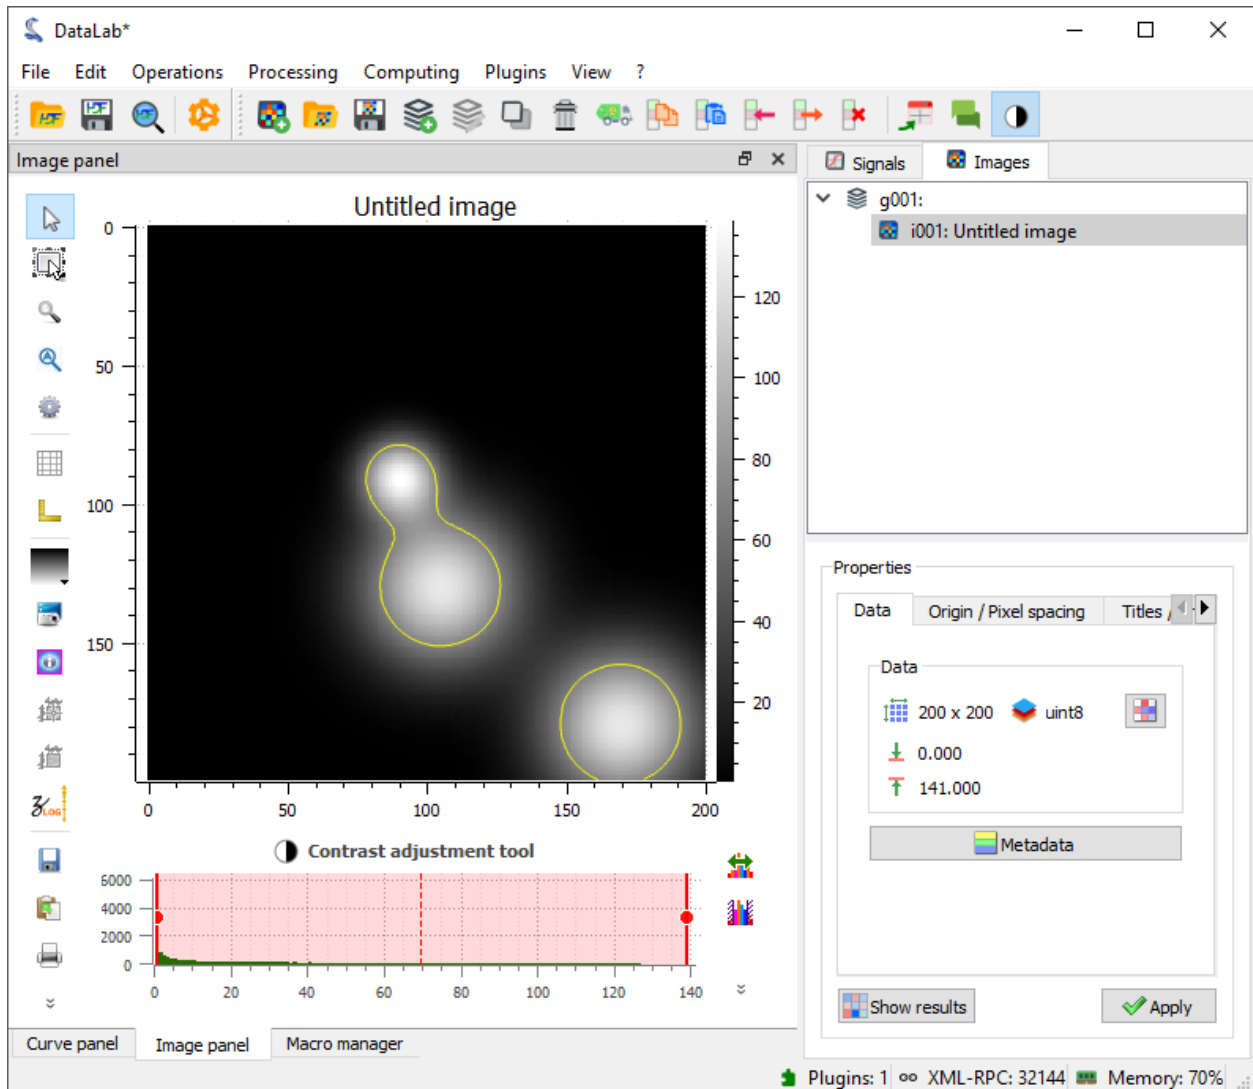 DataLab*
File Edit Operations Processing Computing Plugins View ?
Image panel
Signals Images
g001:
i001: Untitled image
Untitled image
0
50
100
150
0 50 100 150 200
120
100
80
60
40
20
Contrast adjustment tool
6000
4000
2000
0
0 20 40 60 80 100 120 140
LOG
Properties
Data Origin / Pixel spacing Titles /
Data
200 x 200 uint8
0.000
141.000
Metadata
Show results Apply
Curve panel Image panel Macro manager
Plugins: 1 XML-RPC: 32144 Memory: 70%